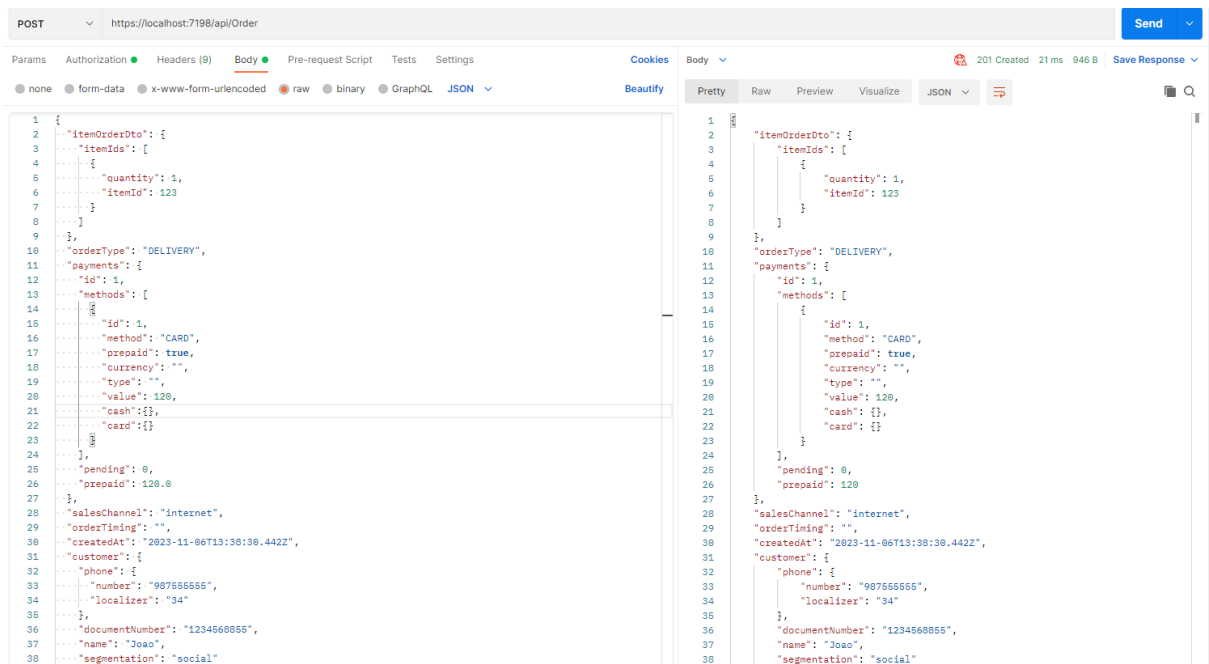 POST https://localhost:7198/api/Order Send
Params Authorization Headers (9) Body Pre-request Script Tests Settings Cookies
none form-data x-www-form-urlencoded raw binary GraphQL JSON Beautify
1 {
2 "itemOrderDto": {
3 "itemIds": [
4 {
5 "quantity": 1,
6 "itemId": 123
7 }
8 ]
9 },
10 "orderType": "DELIVERY",
11 "payments": {
12 "id": 1,
13 "methods": [
14 {
15 "id": 1,
16 "method": "CARD",
17 "prepaid": true,
18 "currency": "",
19 "type": "",
20 "value": 120,
21 "cash":{},
22 "card":{}
23 }
24 ],
25 "pending": 0,
26 "prepaid": 120.0
27 },
28 "salesChannel": "internet",
29 "orderTiming": "",
30 "createdAt": "2023-11-06T13:38:30.442Z",
31 "customer": {
32 "phone": {
33 "number": "987555555",
34 "localizer": "34"
35 },
36 "documentNumber": "1234568855",
37 "name": "Joao",
38 "segmentation": "social"
Body 201 Created 21 ms 946 B Save Response
Pretty Raw Preview Visualize JSON
1 {
2 "itemOrderDto": {
3 "itemIds": [
4 {
5 "quantity": 1,
6 "itemId": 123
7 }
8 ]
9 },
10 "orderType": "DELIVERY",
11 "payments": {
12 "id": 1,
13 "methods": [
14 {
15 "id": 1,
16 "method": "CARD",
17 "prepaid": true,
18 "currency": "",
19 "type": "",
20 "value": 120,
21 "cash": {},
22 "card": {}
23 }
24 ],
25 "pending": 0,
26 "prepaid": 120
27 },
28 "salesChannel": "internet",
29 "orderTiming": "",
30 "createdAt": "2023-11-06T13:38:30.442Z",
31 "customer": {
32 "phone": {
33 "number": "987555555",
34 "localizer": "34"
35 },
36 "documentNumber": "1234568855",
37 "name": "Joao",
38 "segmentation": "social"